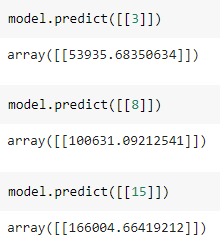 model.predict([[3]])
array([[53935.68350634]])
model.predict([[8]])
array([[100631.09212541]])
model.predict([[15]])
array([[166004.66419212]])